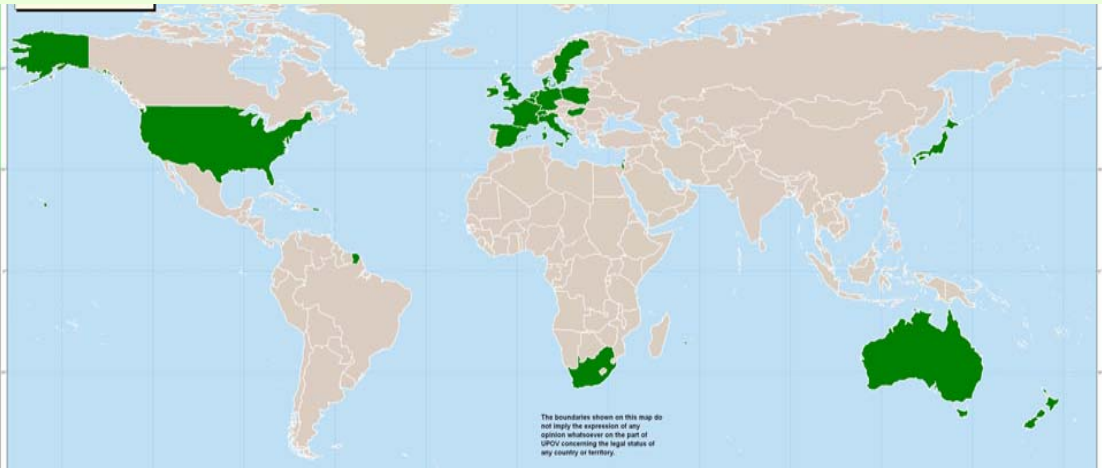 The boundaries shown on this map do
not imply the expression of any
opinion whatsoever on the part of
UPOV concerning the legal status of
any country or territory.